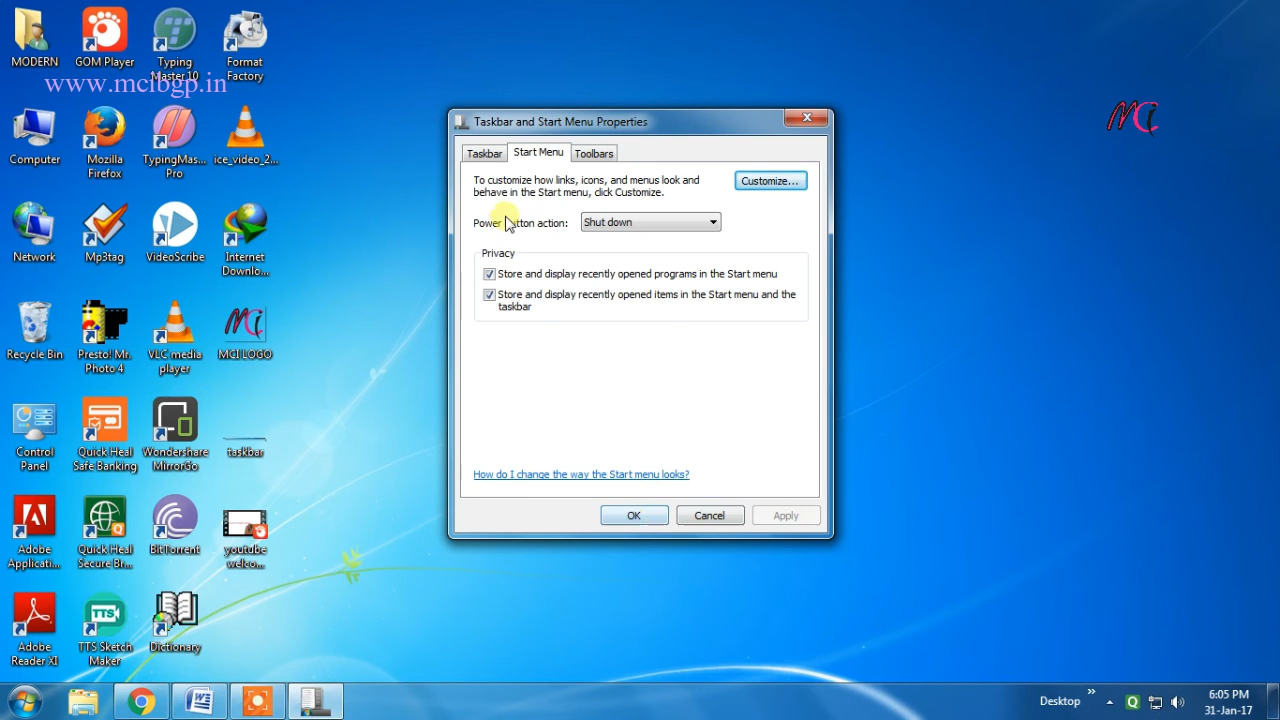 MODERN
GOM Player
Typing
Master 10
Format
Factory
www.mcibgp.in
Computer
Mozilla
Firefox
TypingMas...
Pro
ice_video_2...
Network
Mp3tag
VideoScribe
Internet
Downlo...
Recycle Bin
Presto! Mr.
Photo 4
VLC media
player
MCI LOGO
Control
Panel
Quick Heal
Safe Banking
Wondershare
MirrorGo
taskbar
Adobe
Applicati...
Quick Heal
Secure Br...
BitTorrent
youtube
welco...
Adobe
Reader XI
TTS
TTS Sketch
Maker
Dictionary
Taskbar and Start Menu Properties
Taskbar
Start Menu
Toolbars
To customize how links, icons, and menus look and
behave in the Start menu, click Customize.
Customize...
Power button action:
Shut down
Privacy
Store and display recently opened programs in the Start menu
Store and display recently opened items in the Start menu and the
taskbar
How do I change the way the Start menu looks?
OK
Cancel
Apply
MCI
Desktop
6:05 PM
31-Jan-17